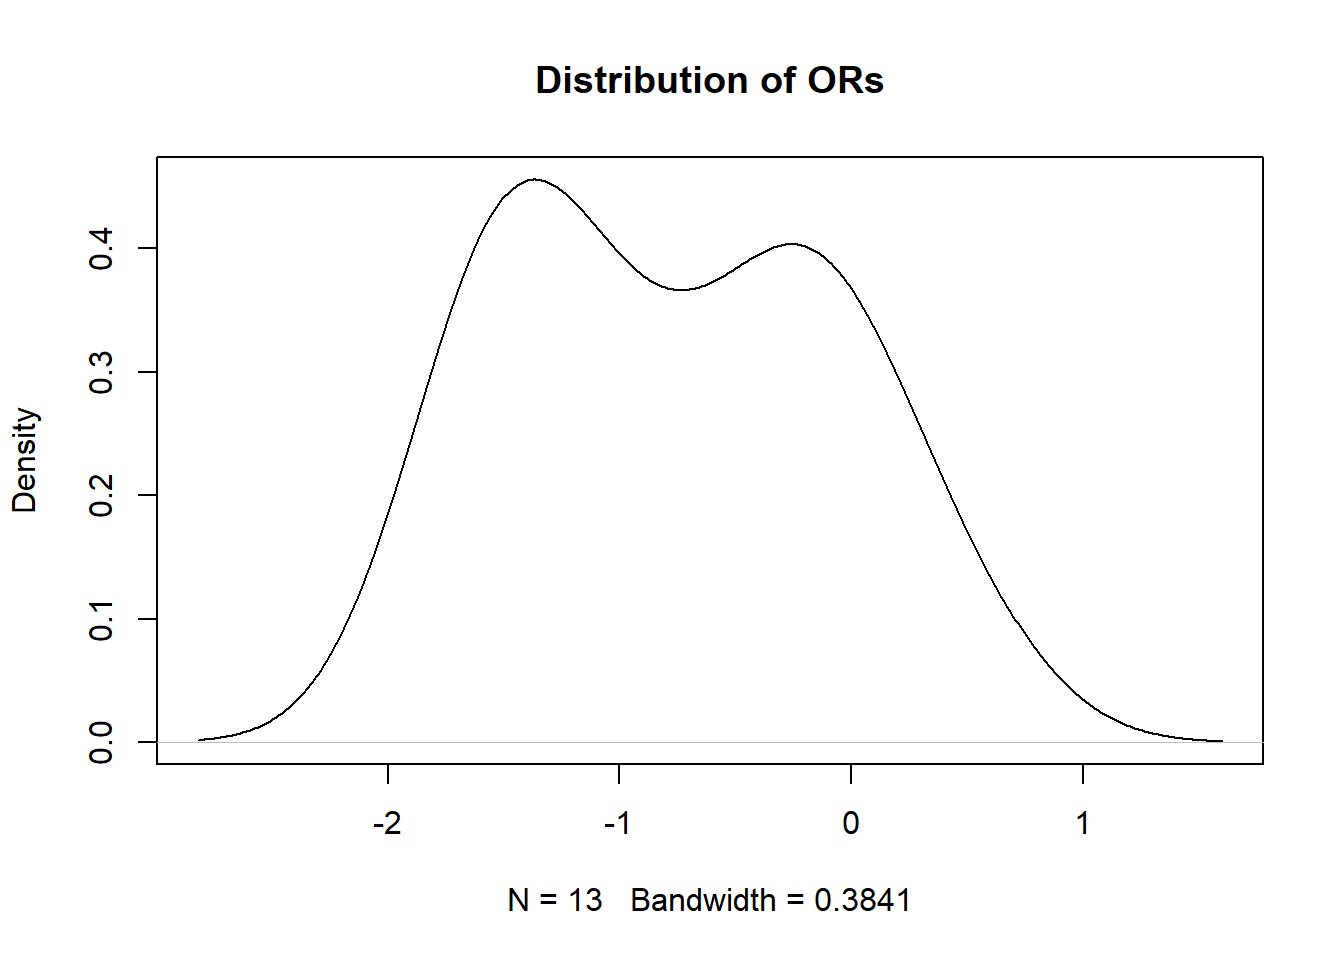 Distribution of ORs
Density
0.0 0.1 0.2 0.3 0.4
-2 -1 0 1
N = 13 Bandwidth = 0.3841